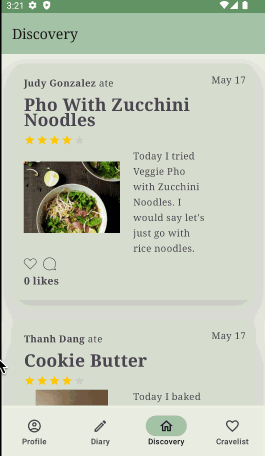 3:21
Discovery
Judy Gonzalez ate
May 17
Pho With Zucchini
Noodles
Today I tried
Veggie Pho
with Zucchini
Noodles. I
would say let's
just go with
rice noodles.
0 likes
Thanh Dang ate
May 17
Cookie Butter
Today I baked
Profile
Diary
Discovery
Cravelist